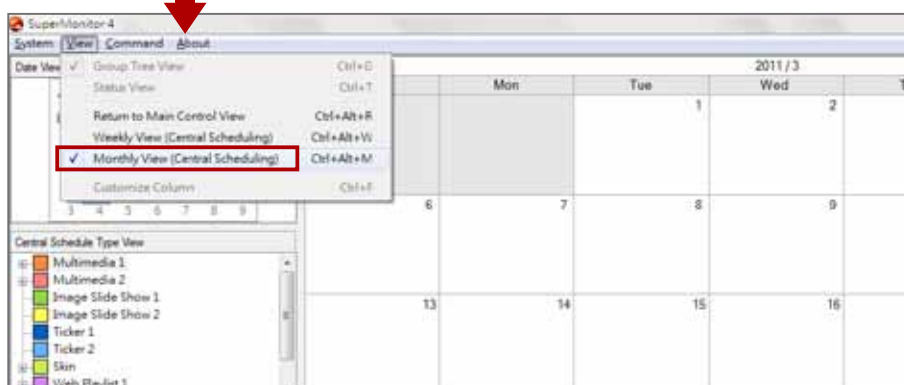 SuperMonitor 4
System View Command About
Date View
2011 / 3
✓ Group Tree View Ctrl+G
Status View Ctrl+T
Return to Main Control View Ctrl+Alt+R
Weekly View (Central Scheduling) Ctrl+Alt+W
✓ Monthly View (Central Scheduling) Ctrl+Alt+M
Customize Column Ctrl+F
Mon Tue Wed
1 2
3 4 5 6 7 8 9
6 7 8 9
13 14 15 16
Central Schedule Type View
Multimedia 1
Multimedia 2
Image Slide Show 1
Image Slide Show 2
Ticker 1
Ticker 2
Skin
Web Playlist 1